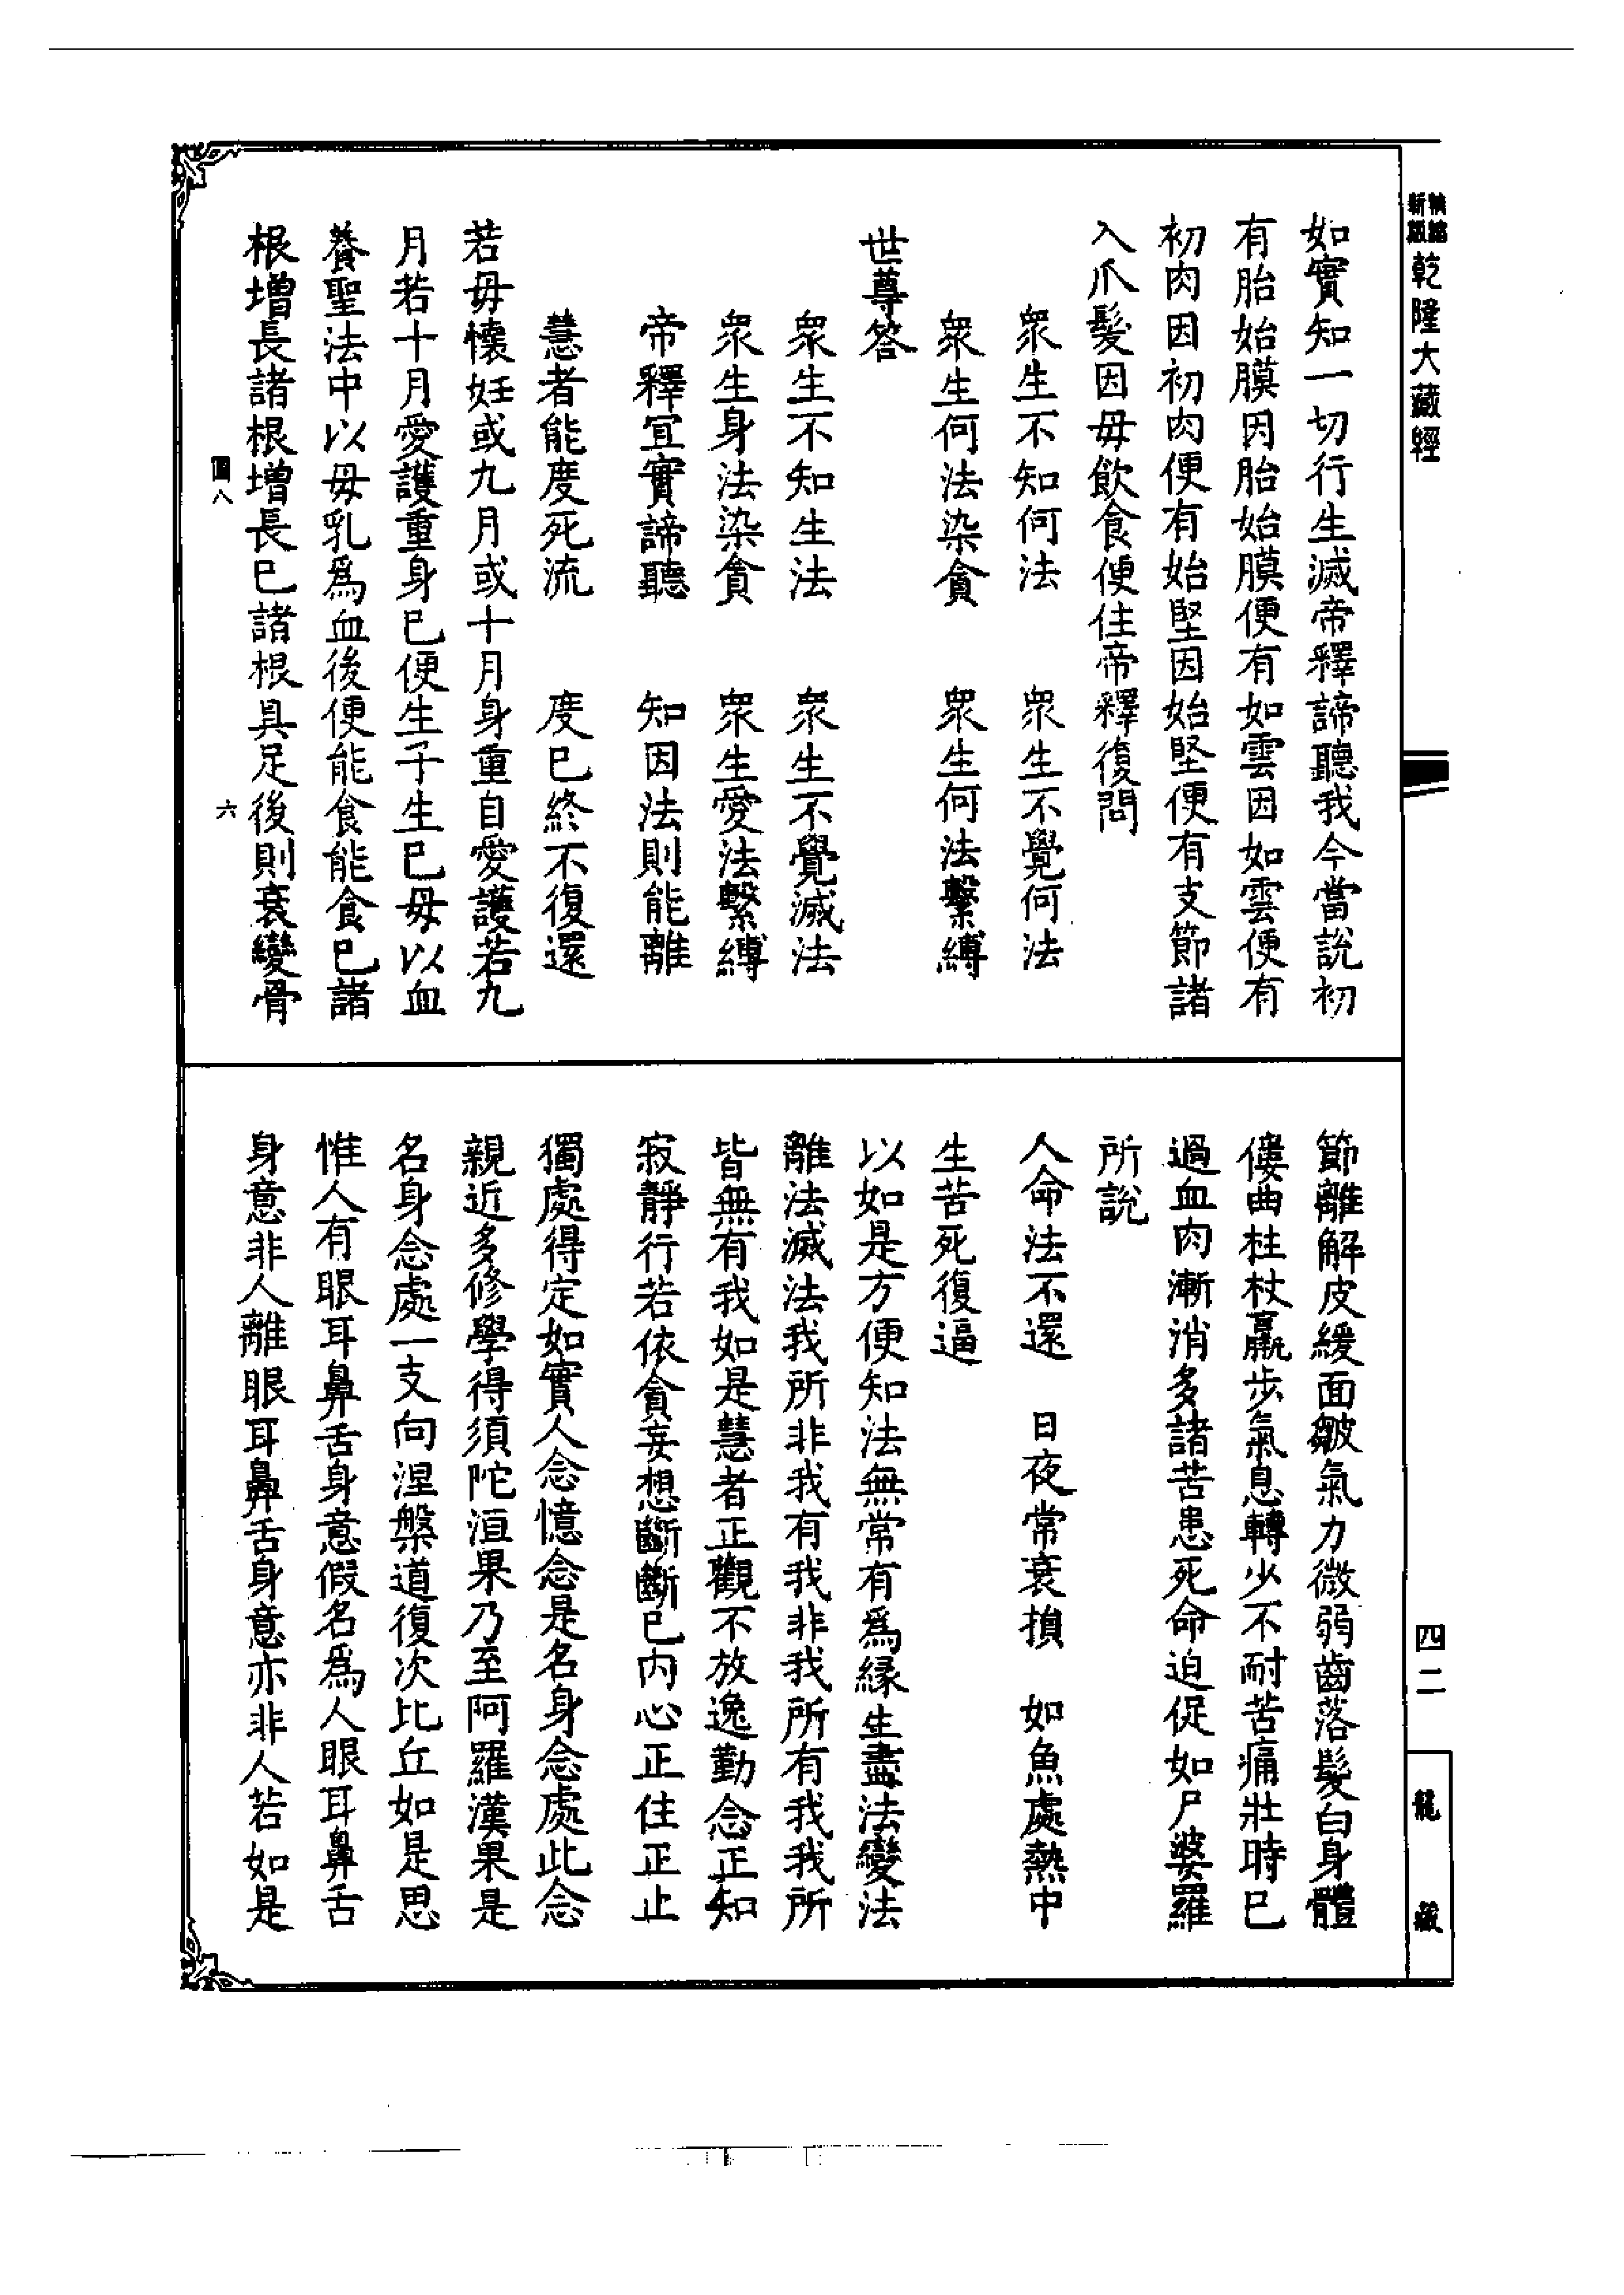 乾隆大藏經
如實知一切行生滅帝釋諦聽我今當說初
有胎始膜因胎始膜便有如雲因如雲便有
初肉因初肉便有始堅因始堅便有支節諸
入爪髮因毋飲食便住帝釋復問
衆生不知何法 衆生不覺何法
衆生何法染貪 衆生何法繫縛
世尊答
衆生不知生法 衆生不覺滅法
衆生身法染貪 衆生愛法繫縛
帝釋宜實諦聽 知因法則能離
慧者能度死流 度已終不復還
若毋懷妊或九月或十月身重自愛護若九
月若十月愛護重身已便生子生已毋以血
養聖法中以毋乳爲血後便能食能食已諸
根增長諸根增長已諸根具足後則衰變骨
八 六
節離解皮緩面皺氣力微弱齒落髮白身體
僂曲柱杖羸步氣息轉少不耐苦痛壯時已
過血肉漸消多諸苦患死命迫促如尸婆羅
所說
人命法不還 日夜常衰損 如魚處熱中
生苦死復逼
以如是方便知法無常有爲緣生盡法變法
離法滅法我所非我有我非我所有我我所
皆無有我如是慧者正觀不放逸勤念正知
寂靜行若依貪妄想斷斷已内心正住正止
獨處得定如實人念憶念是名身念處此念
親近多修學得須陀洹果乃至阿羅漢果是
名身念處一支向涅槃道復次比丘如是思
惟人有眼耳鼻舌身意假名爲人眼耳鼻舌
身意非人離眼耳鼻舌身意亦非人若如是
四二
龍藏